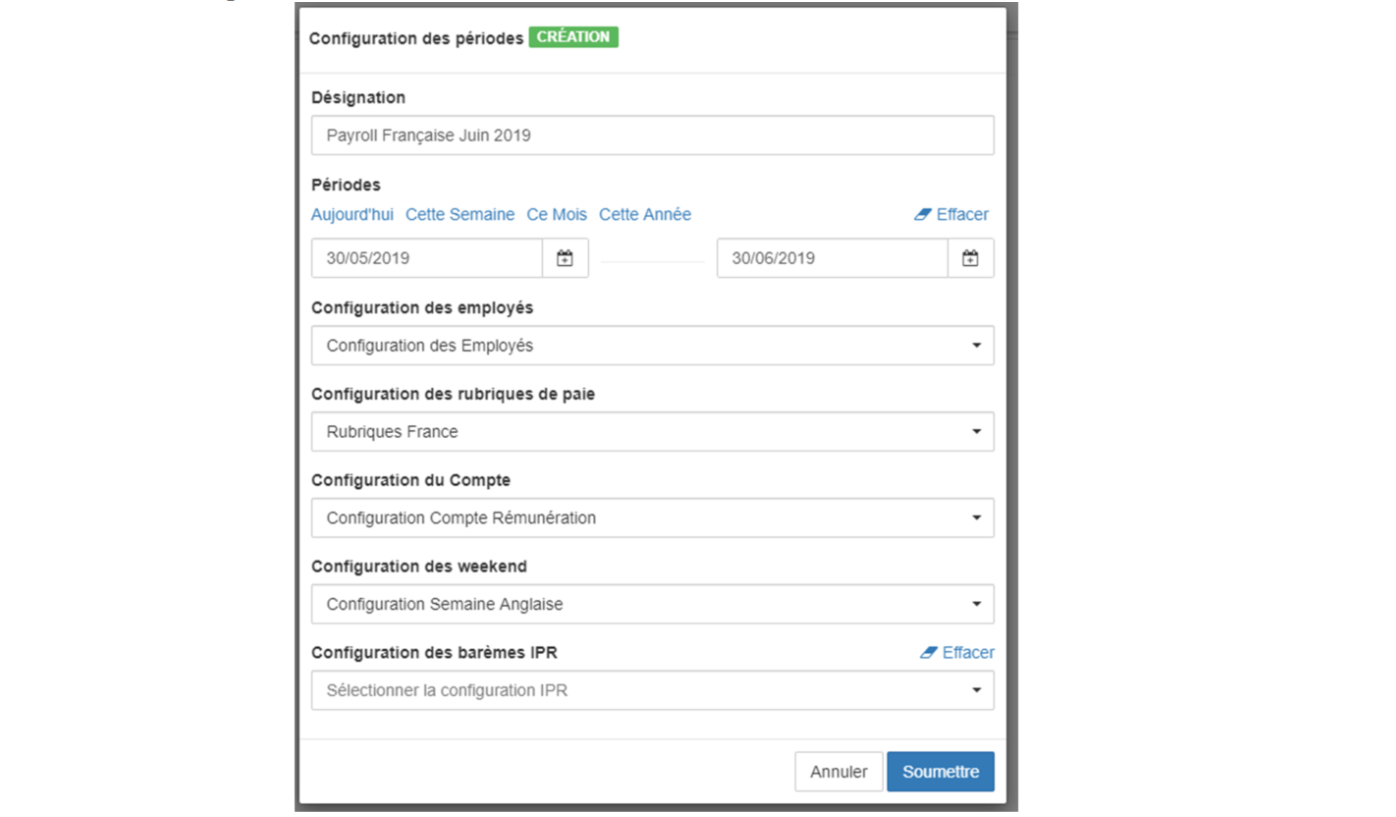 Configuration des périodes CRÉATION
Désignation
Payroll Française Juin 2019
Périodes
Aujourd'hui Cette Semaine Ce Mois Cette Année Effacer
30/05/2019 30/06/2019
Configuration des employés
Configuration des Employés
Configuration des rubriques de paie
Rubriques France
Configuration du Compte
Configuration Compte Rémunération
Configuration des weekend
Configuration Semaine Anglaise
Configuration des barèmes IPR Effacer
Sélectionner la configuration IPR
Annuler Soumettre